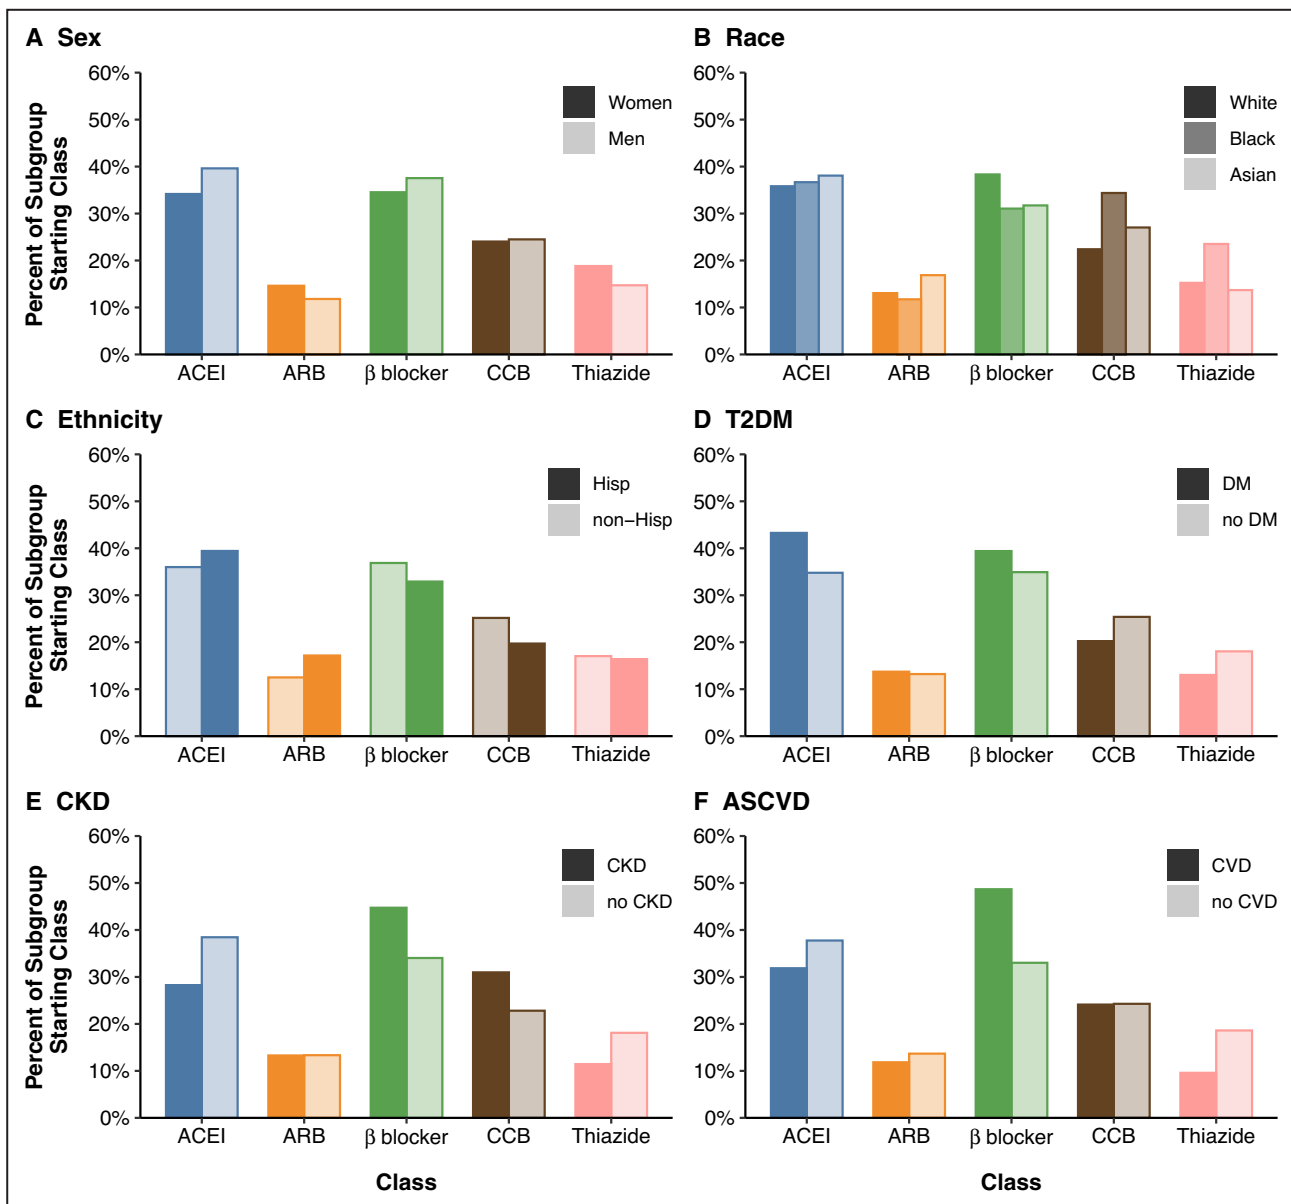 A Sex
Percent of Subgroup
Starting Class
60%
50%
40%
30%
20%
10%
0%
Women
Men
ACEI ARB β blocker CCB Thiazide
B Race
60%
50%
40%
30%
20%
10%
0%
White
Black
Asian
ACEI ARB β blocker CCB Thiazide
C Ethnicity
Percent of Subgroup
Starting Class
60%
50%
40%
30%
20%
10%
0%
Hisp
non−Hisp
ACEI ARB β blocker CCB Thiazide
D T2DM
60%
50%
40%
30%
20%
10%
0%
DM
no DM
ACEI ARB β blocker CCB Thiazide
E CKD
Percent of Subgroup
Starting Class
60%
50%
40%
30%
20%
10%
0%
CKD
no CKD
ACEI ARB β blocker CCB Thiazide
Class
F ASCVD
60%
50%
40%
30%
20%
10%
0%
CVD
no CVD
ACEI ARB β blocker CCB Thiazide
Class